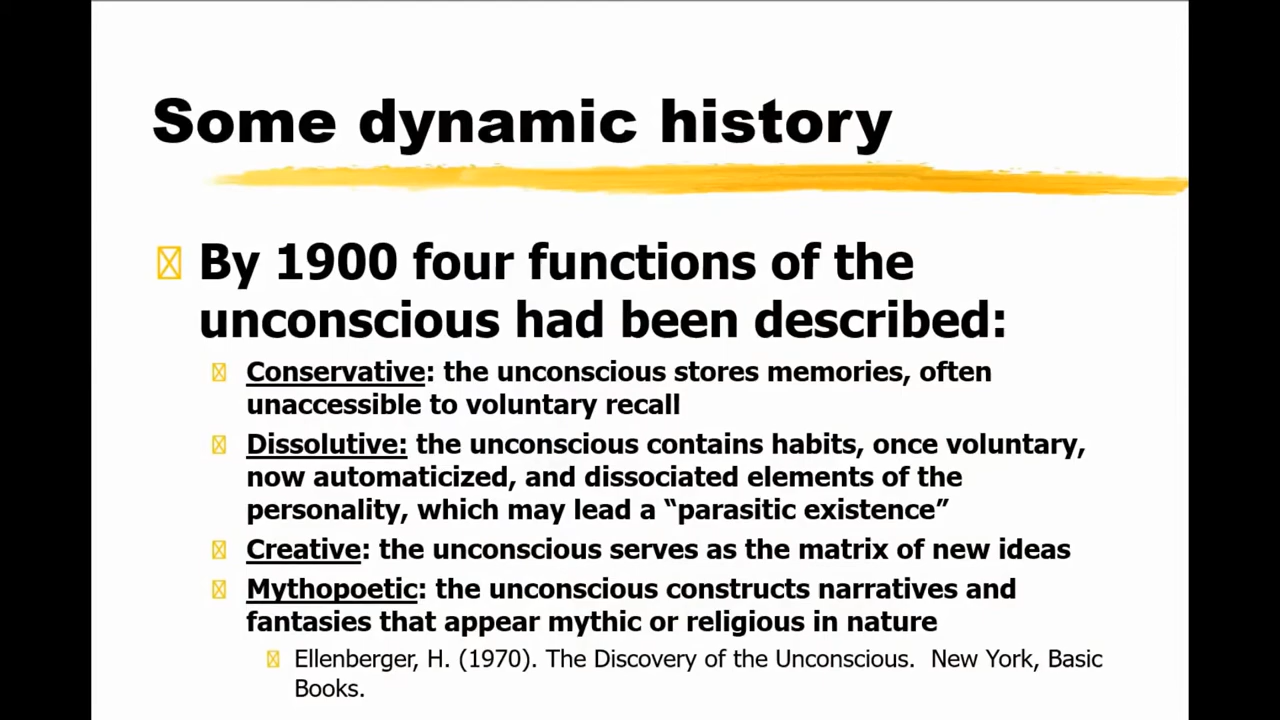 Some dynamic history
By 1900 four functions of the
unconscious had been described:
Conservative: the unconscious stores memories, often
unaccessible to voluntary recall
Dissolutive: the unconscious contains habits, once voluntary,
now automaticized, and dissociated elements of the
personality, which may lead a “parasitic existence”
Creative: the unconscious serves as the matrix of new ideas
Mythopoetic: the unconscious constructs narratives and
fantasies that appear mythic or religious in nature
Ellenberger, H. (1970). The Discovery of the Unconscious.  New York, Basic
Books.